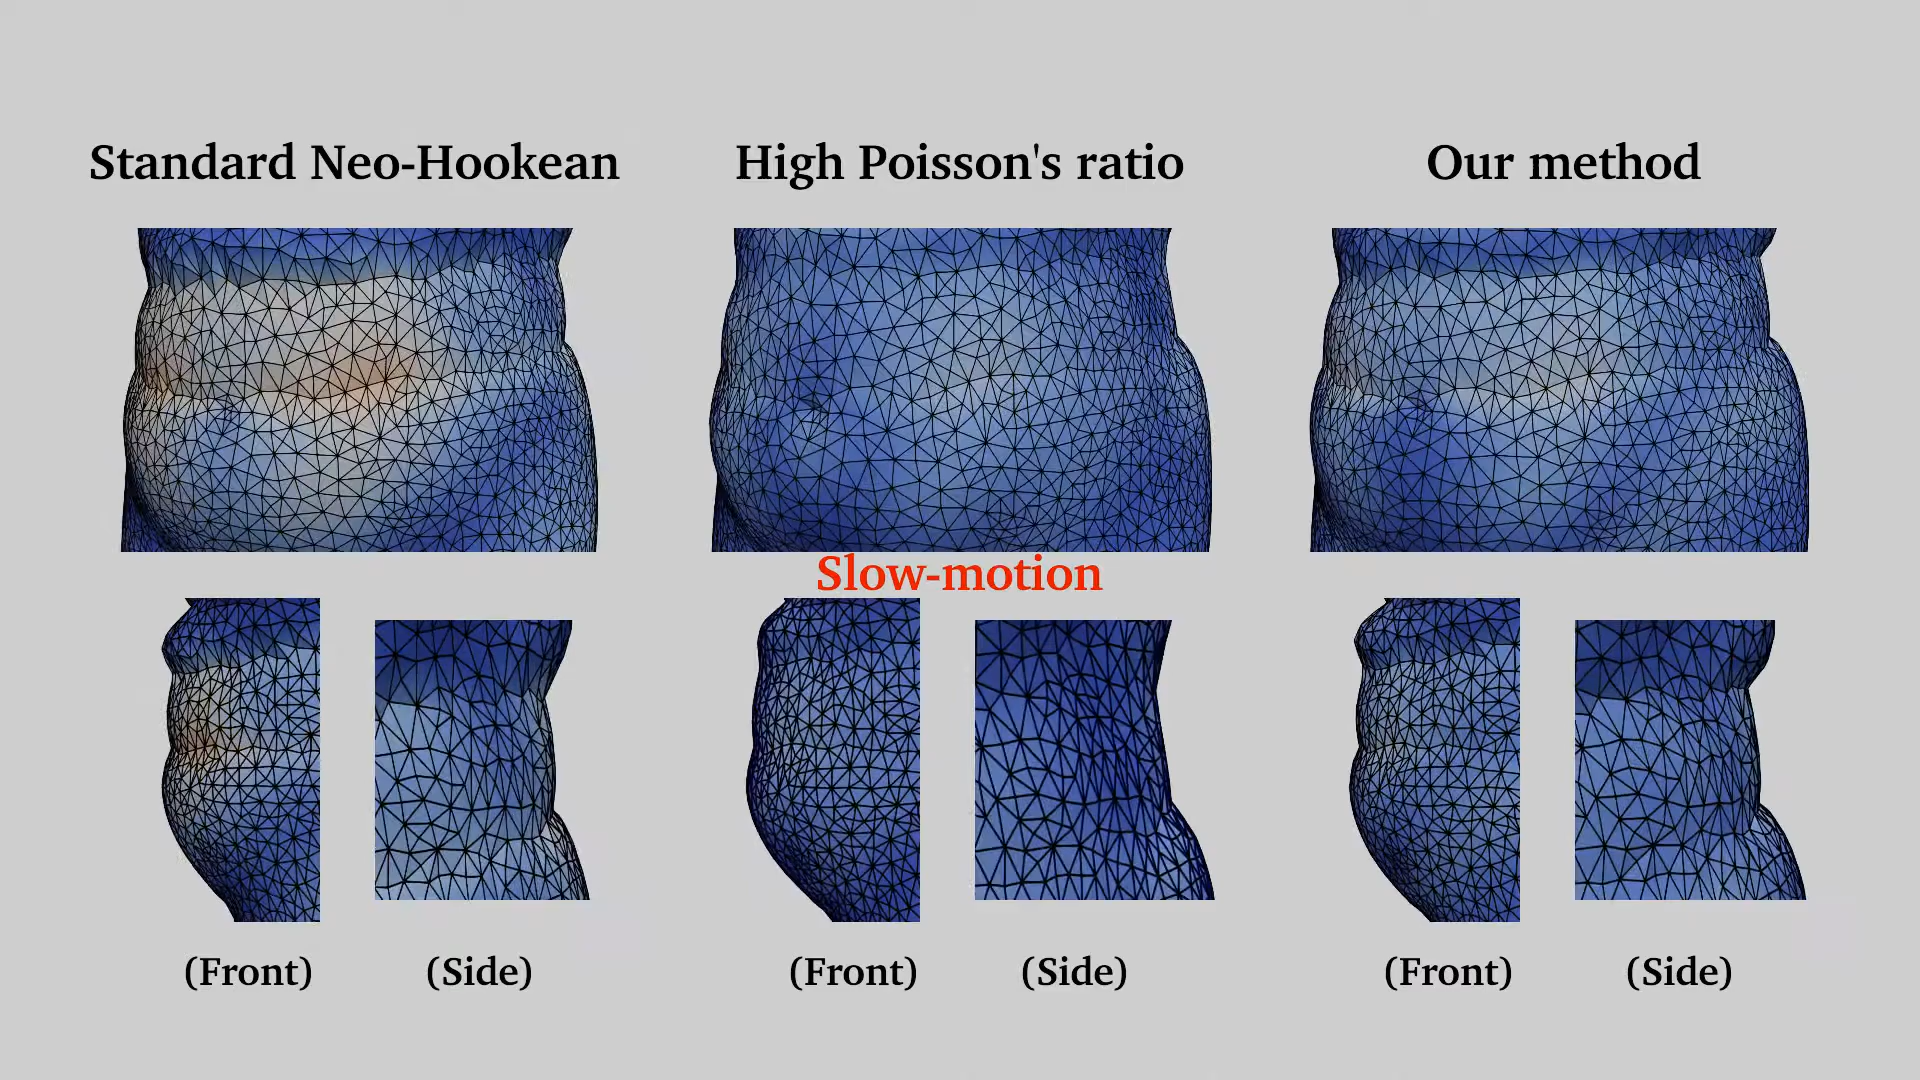 Standard Neo-Hookean
High Poisson's ratio
Our method
Slow-motion
(Front)
(Side)
(Front)
(Side)
(Front)
(Side)